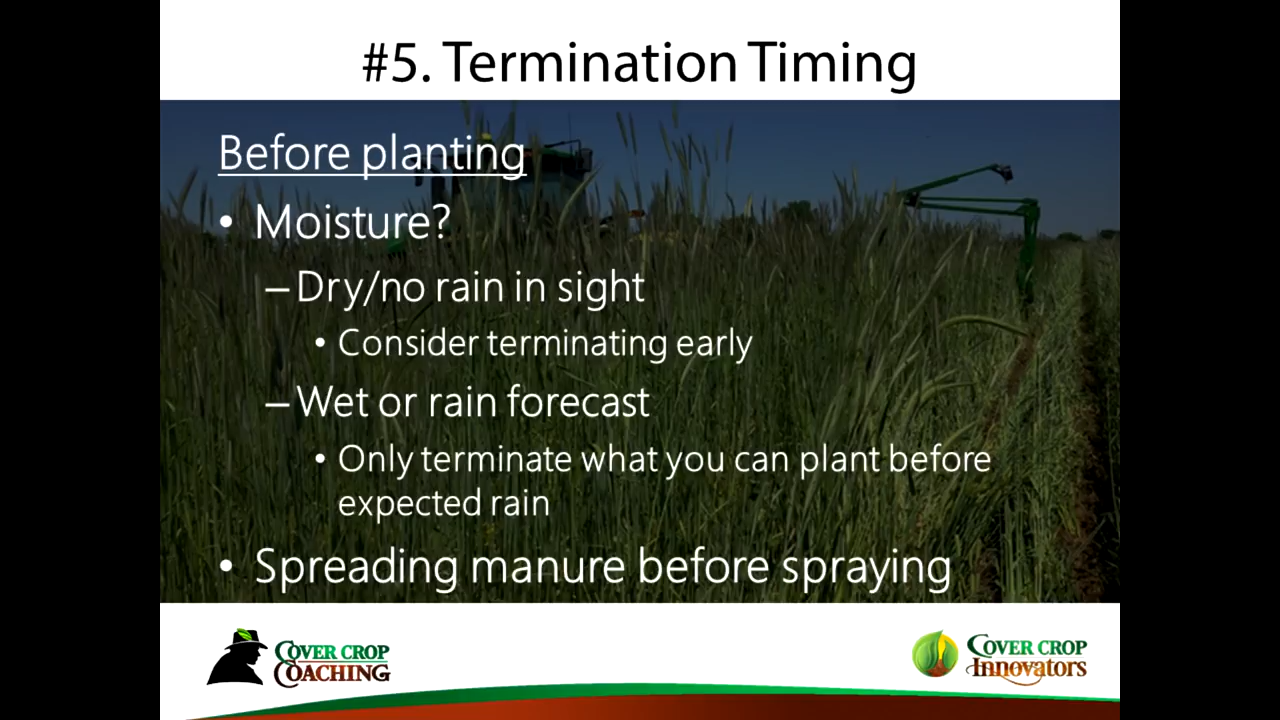 #5. Termination Timing
Before planting
• Moisture?
– Dry/no rain in sight
• Consider terminating early
– Wet or rain forecast
• Only terminate what you can plant before
expected rain
• Spreading manure before spraying
COVER CROP
COACHING
COVER CROP
INNOVATORS